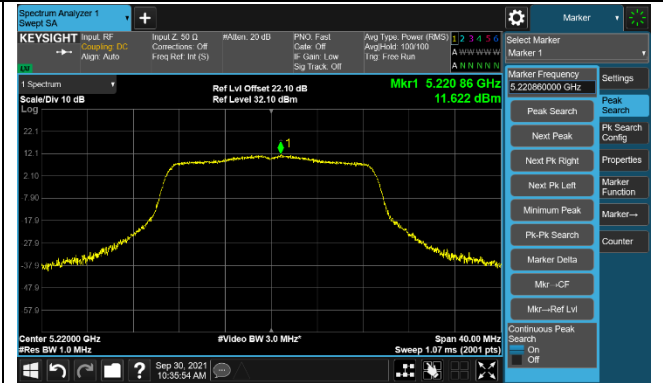 Spectrum Analyzer 1
Swept SA
+
Marker
KEYSIGHT
Input: RF
Coupling: DC
Align: Auto
Input Z: 50 Ω
Corrections: Off
Freq Ref: Int (S)
#Atten: 20 dB
PNO: Fast
Gate: Off
IF Gain: Low
Sig Track: Off
Avg Type: Power (RMS)
Avg|Hold: 100/100
Trig: Free Run
1 2 3 4 5 6
A W W W W W
A N N N N N
LV
1 Spectrum
Scale/Div 10 dB
Log
Ref Lvl Offset 22.10 dB
Ref Level 32.10 dBm
Mkr1 5.220 86 GHz
11.622 dBm
22.1
12.1
2.10
-7.90
-17.9
-27.9
-37.9
-47.9
-57.9
1
Center 5.22000 GHz
#Res BW 1.0 MHz
#Video BW 3.0 MHz*
Span 40.00 MHz
Sweep 1.07 ms (2001 pts)
Select Marker
Marker 1
Marker Frequency
5.220860000 GHz
Peak Search
Next Peak
Next Pk Right
Next Pk Left
Minimum Peak
Pk-Pk Search
Marker Delta
Mkr→CF
Mkr→Ref Lvl
Continuous Peak
Search
On
Off
Settings
Peak
Search
Pk Search
Config
Properties
Marker
Function
Marker→
Counter
?
Sep 30, 2021
10:35:54 AM